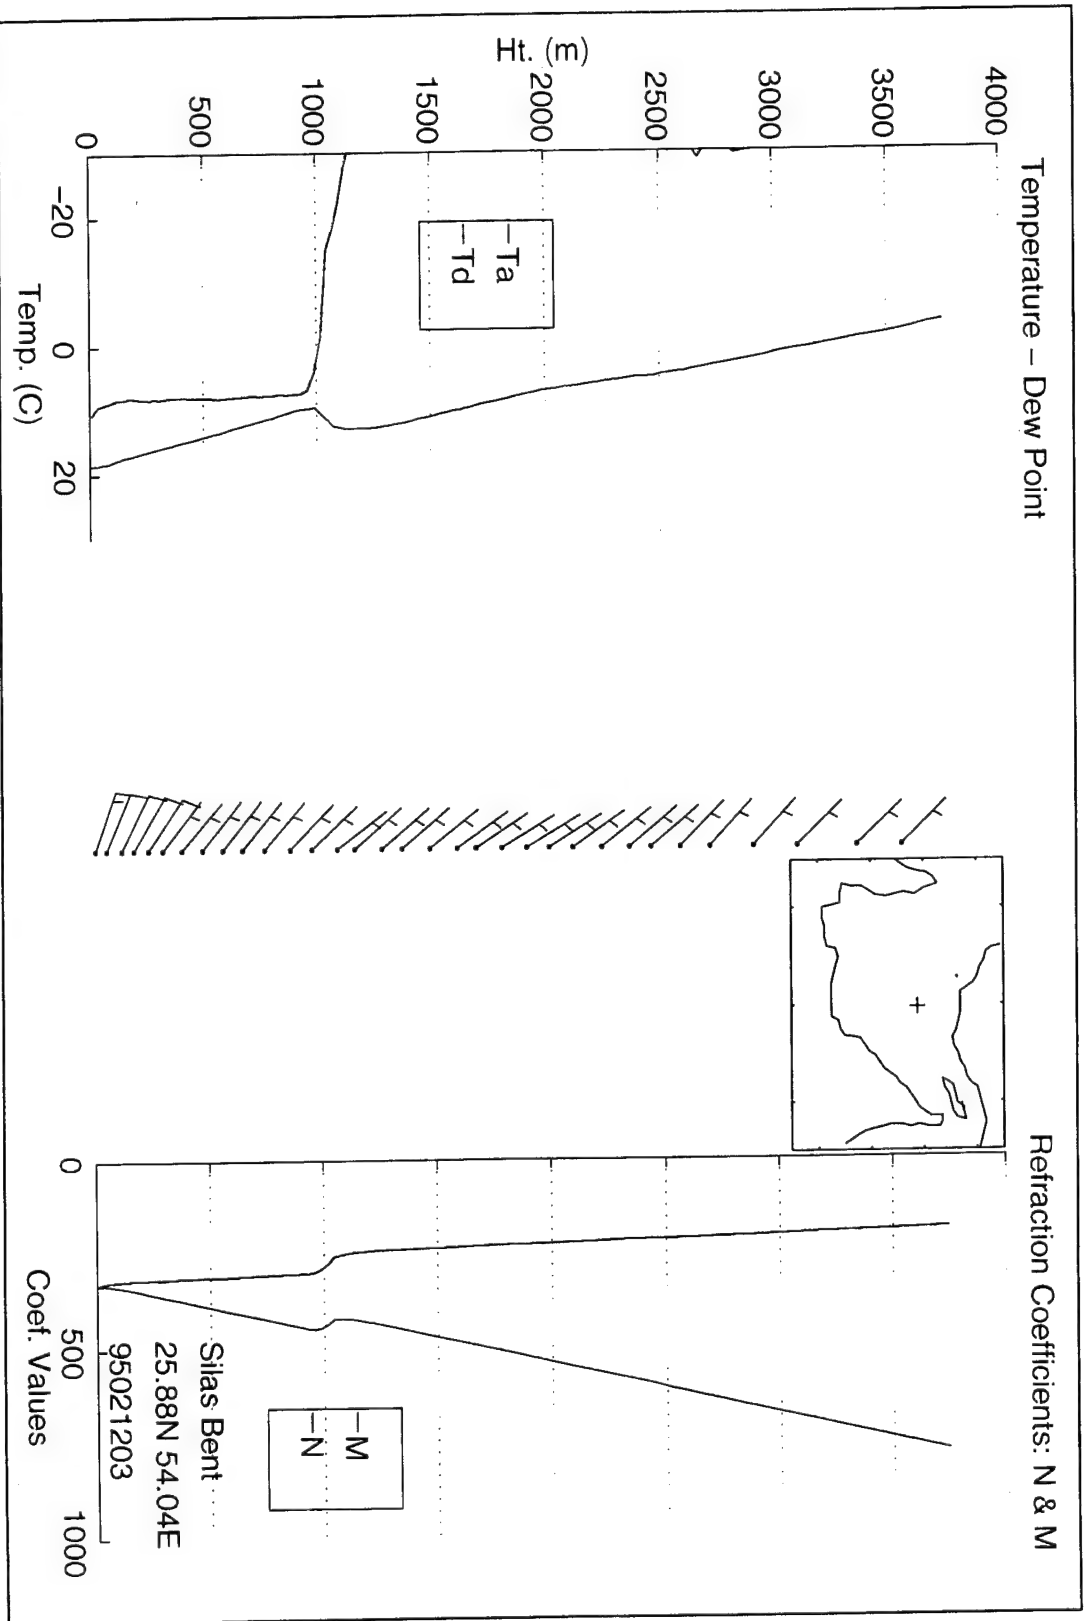 Temperature – Dew Point
Ht. (m)
4000
3500
3000
2500
2000
1500
1000
500
0
–Ta
–Td
-20
0
20
Temp. (C)
Refraction Coefficients: N & M
–M
–N
Silas Bent
25.88N 54.04E
95021203
0
500
1000
Coef. Values